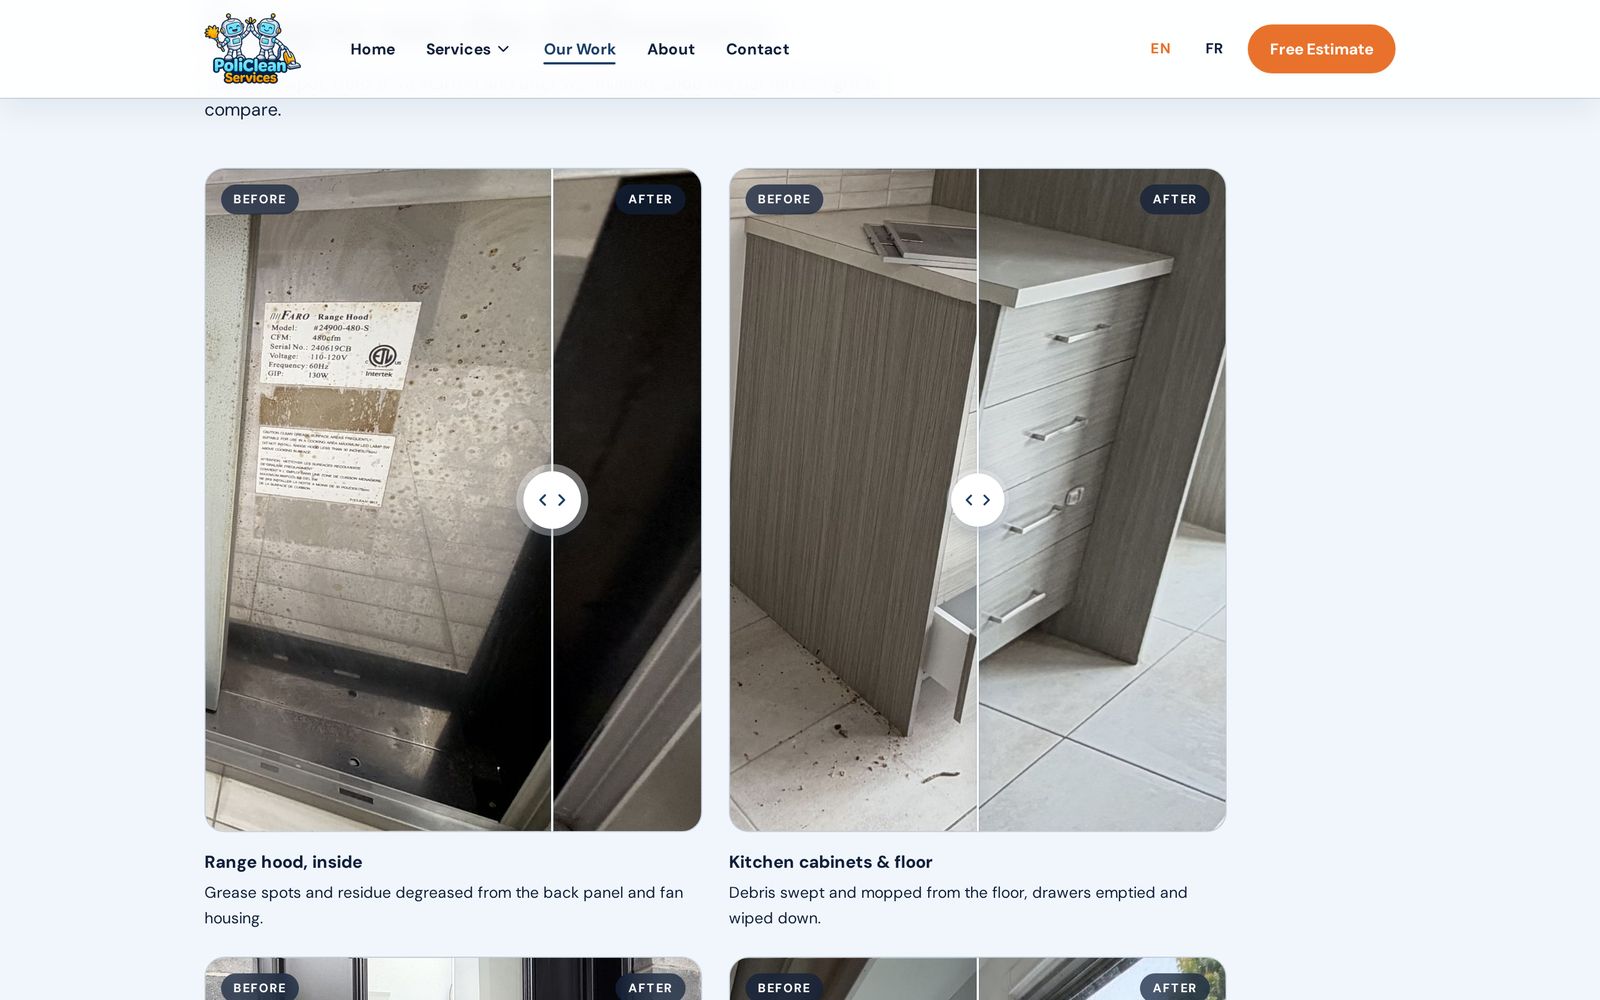 PoliClean
Services
Home
Services
Our Work
About
Contact
EN
FR
Free Estimate
compare.
BEFORE
AFTER
BEFORE
AFTER
FARO Range Hood
Model: #24900-480-S
CFM: 480cfm
Serial No.: 240619CB
Voltage: 110-120V
Frequency: 60Hz
GIP: 130W
ETL
Intertek
Range hood, inside
Grease spots and residue degreased from the back panel and fan
housing.
Kitchen cabinets & floor
Debris swept and mopped from the floor, drawers emptied and
wiped down.
BEFORE
AFTER
BEFORE
AFTER